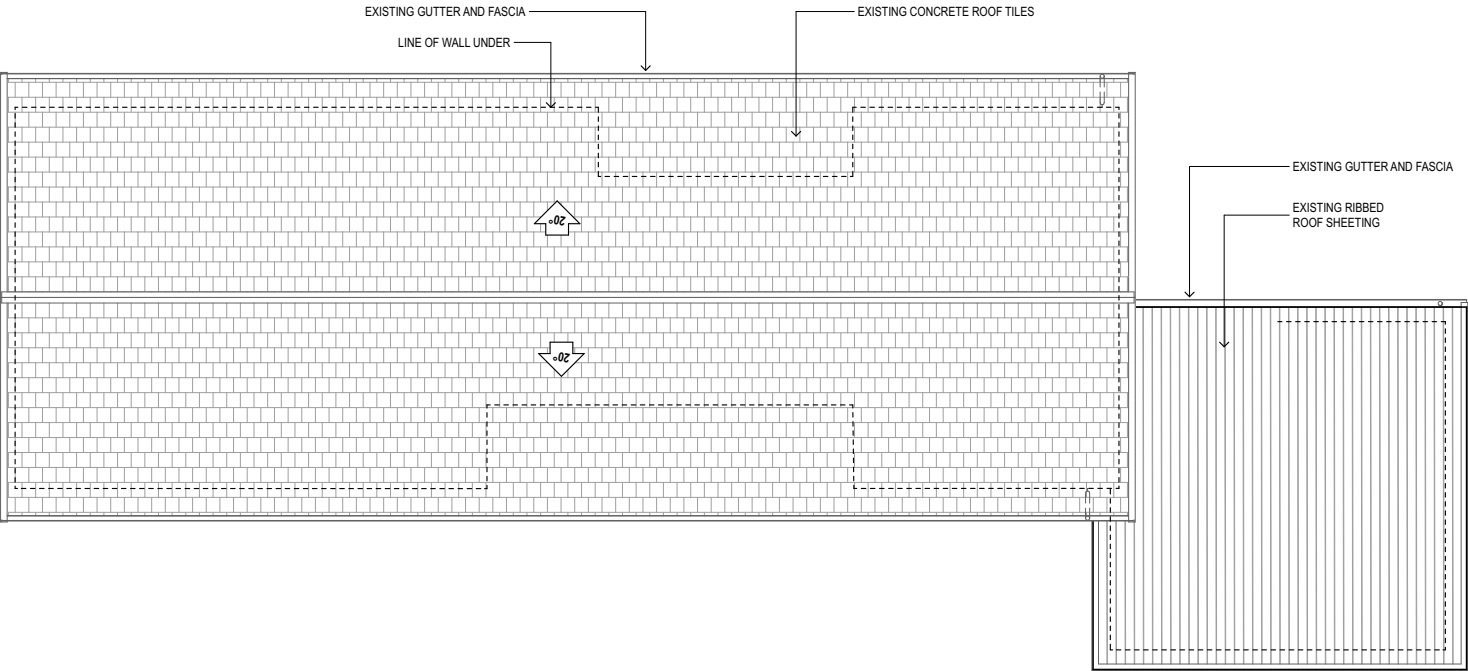 EXISTING GUTTER AND FASCIA
EXISTING CONCRETE ROOF TILES
LINE OF WALL UNDER
EXISTING GUTTER AND FASCIA
EXISTING RIBBED
ROOF SHEETING
20°
20°